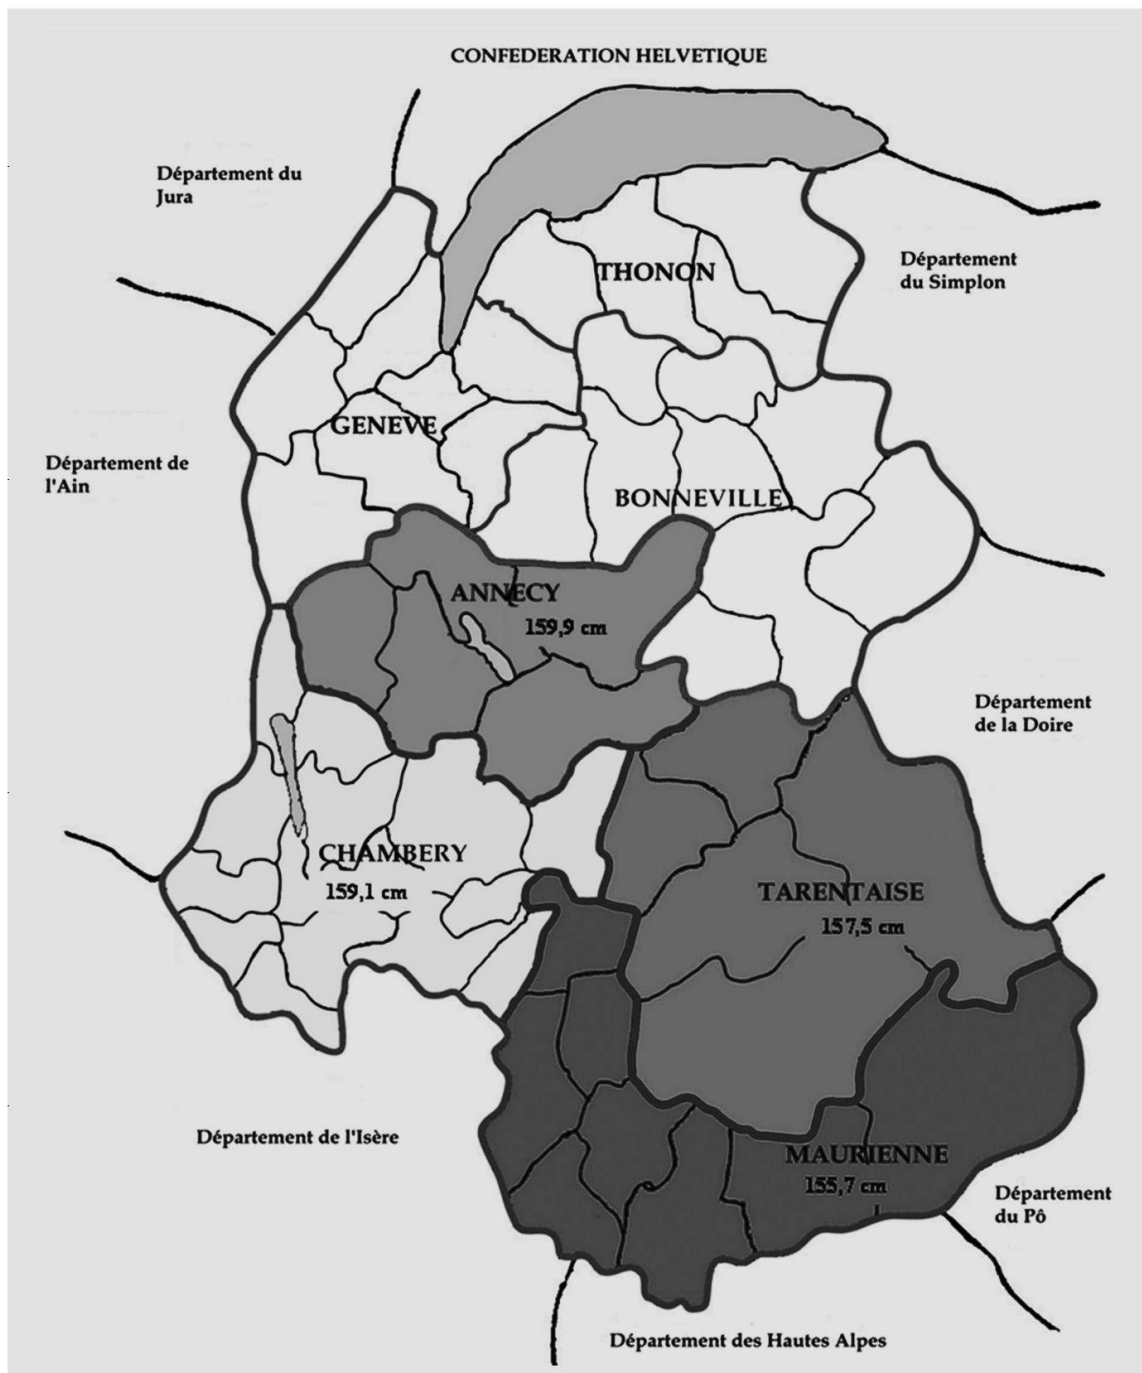 CONFEDERATION HELVETIQUE
Département du
Jura
Département
du Simplon
THONON
GENEVE
Département de
l'Ain
BONNEVILLE
ANNECY
159,9 cm
Département
de la Doire
CHAMBERY
159,1 cm
TARENTAISE
157,5 cm
Département de l'Isère
MAURIENNE
155,7 cm
Département
du Pô
Département des Hautes Alpes